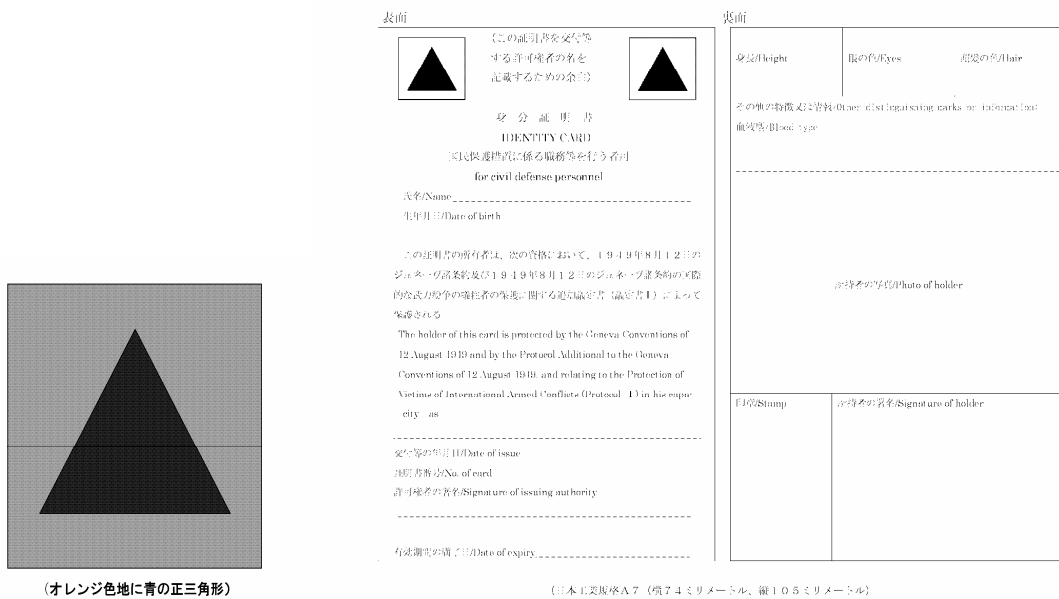 表面
(この証明書を交付等
する許可権者の名を
記載するための余白)
身 分 証 明 書
IDENTITY CARD
国民保護措置に係る職務等を行う者用
for civil defense personnel
氏名/Name
生年月日/Date of birth
この証明書の所有者は、次の資格において、1949年8月12日の
ジュネーヴ諸条約及び1949年8月12日のジュネーヴ諸条約の国際
的な武力紛争の犠牲者の保護に関する追加議定書（議定書Ⅰ）によって
保護される
The holder of this card is protected by the Geneva Conventions of
12 August 1949 and by the Protocol Additional to the Geneva
Conventions of 12 August 1949, and relating to the Protection of
Victims of International Armed Conflicts (Protocol Ⅰ) in his capac
city as
交付等の年月日/Date of issue
証明書番号/No. of card
許可権者の署名/Signature of issuing authority
有効期間の満了日/Date of expiry
裏面
身長/Height
眼の色/Eyes
頭髪の色/Hair
その他の特徴又は情報/Other distinguishing marks or information:
血液型/Blood type
所持者の写真/Photo of holder
印章/Stamp
所持者の署名/Signature of holder
(オレンジ色地に青の正三角形)
(日本工業規格A7（横74ミリメートル、縦105ミリメートル）